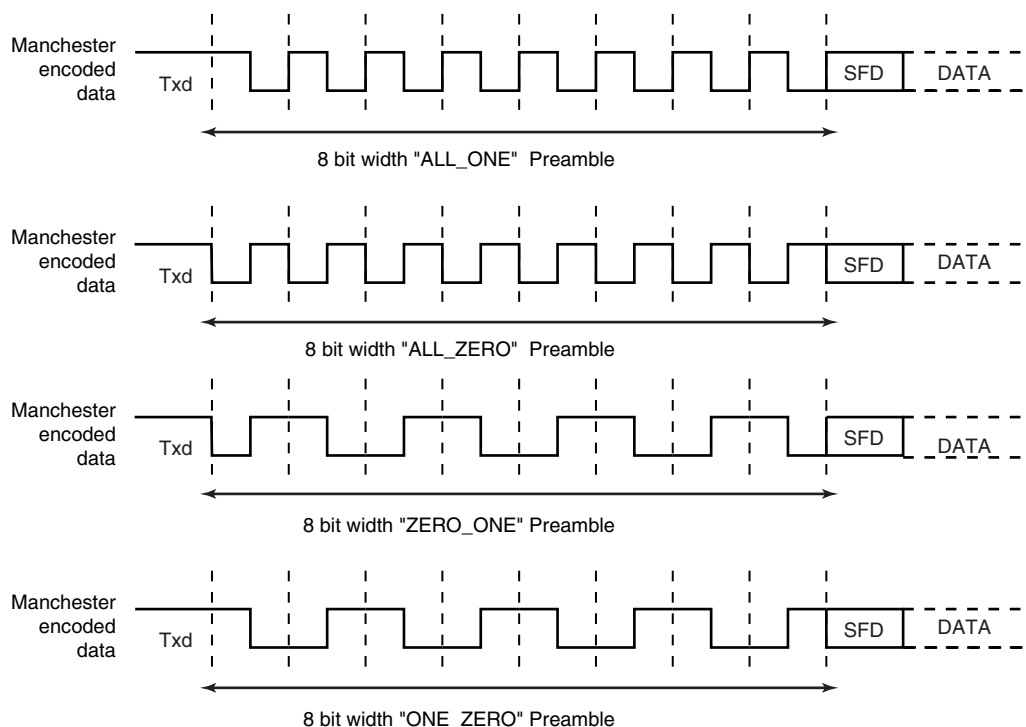 Manchester
encoded
data
Txd
SFD
DATA
8 bit width "ALL_ONE" Preamble
Manchester
encoded
data
Txd
SFD
DATA
8 bit width "ALL_ZERO" Preamble
Manchester
encoded
data
Txd
SFD
DATA
8 bit width "ZERO_ONE" Preamble
Manchester
encoded
data
Txd
SFD
DATA
8 bit width "ONE_ZERO" Preamble